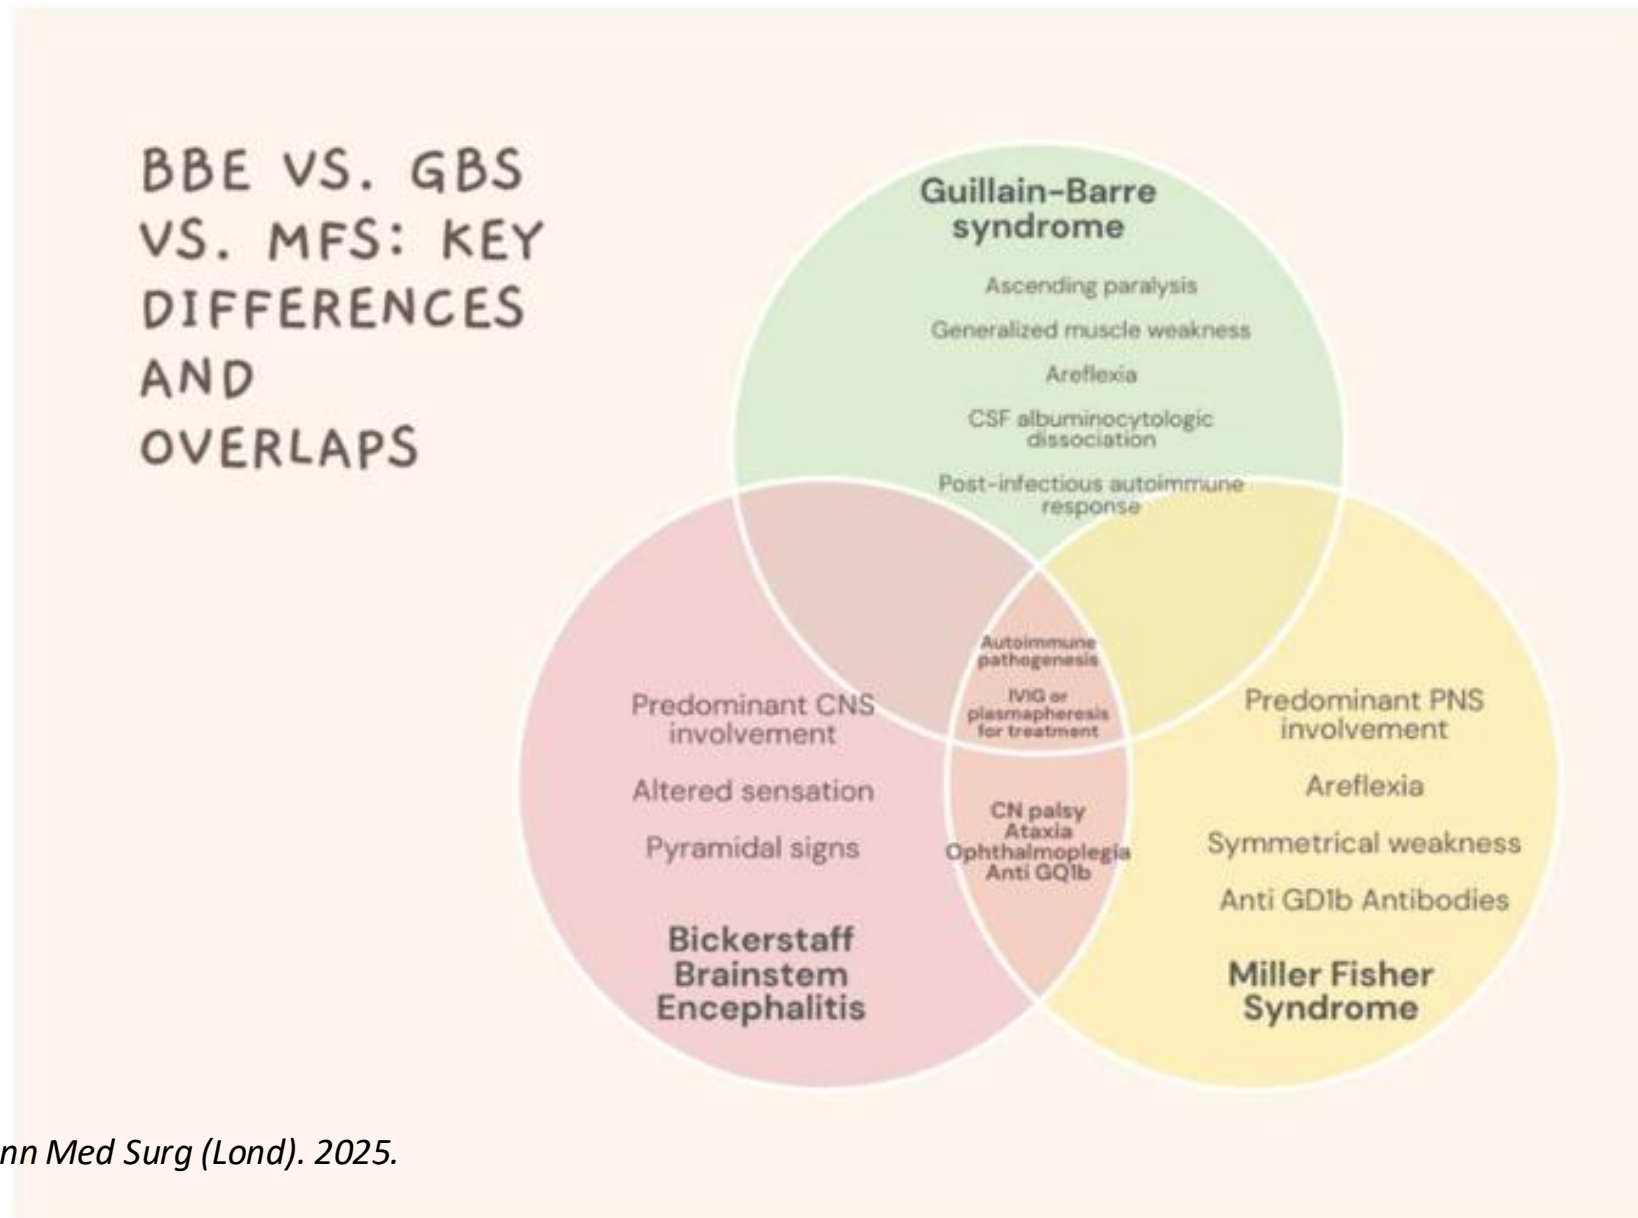 BBE VS. GBS
VS. MFS: KEY
DIFFERENCES
AND
OVERLAPS
Guillain-Barre
syndrome
Ascending paralysis
Generalized muscle weakness
Areflexia
CSF albuminocytologic
dissociation
Post-infectious autoimmune
response
Autoimmune
pathogenesis
IVIG or
plasmapheresis
for treatment
Predominant CNS
involvement
Altered sensation
Pyramidal signs
Bickerstaff
Brainstem
Encephalitis
CN palsy
Ataxia
Ophthalmoplegia
Anti GQ1b
Predominant PNS
involvement
Areflexia
Symmetrical weakness
Anti GD1b Antibodies
Miller Fisher
Syndrome
nn Med Surg (Lond). 2025.